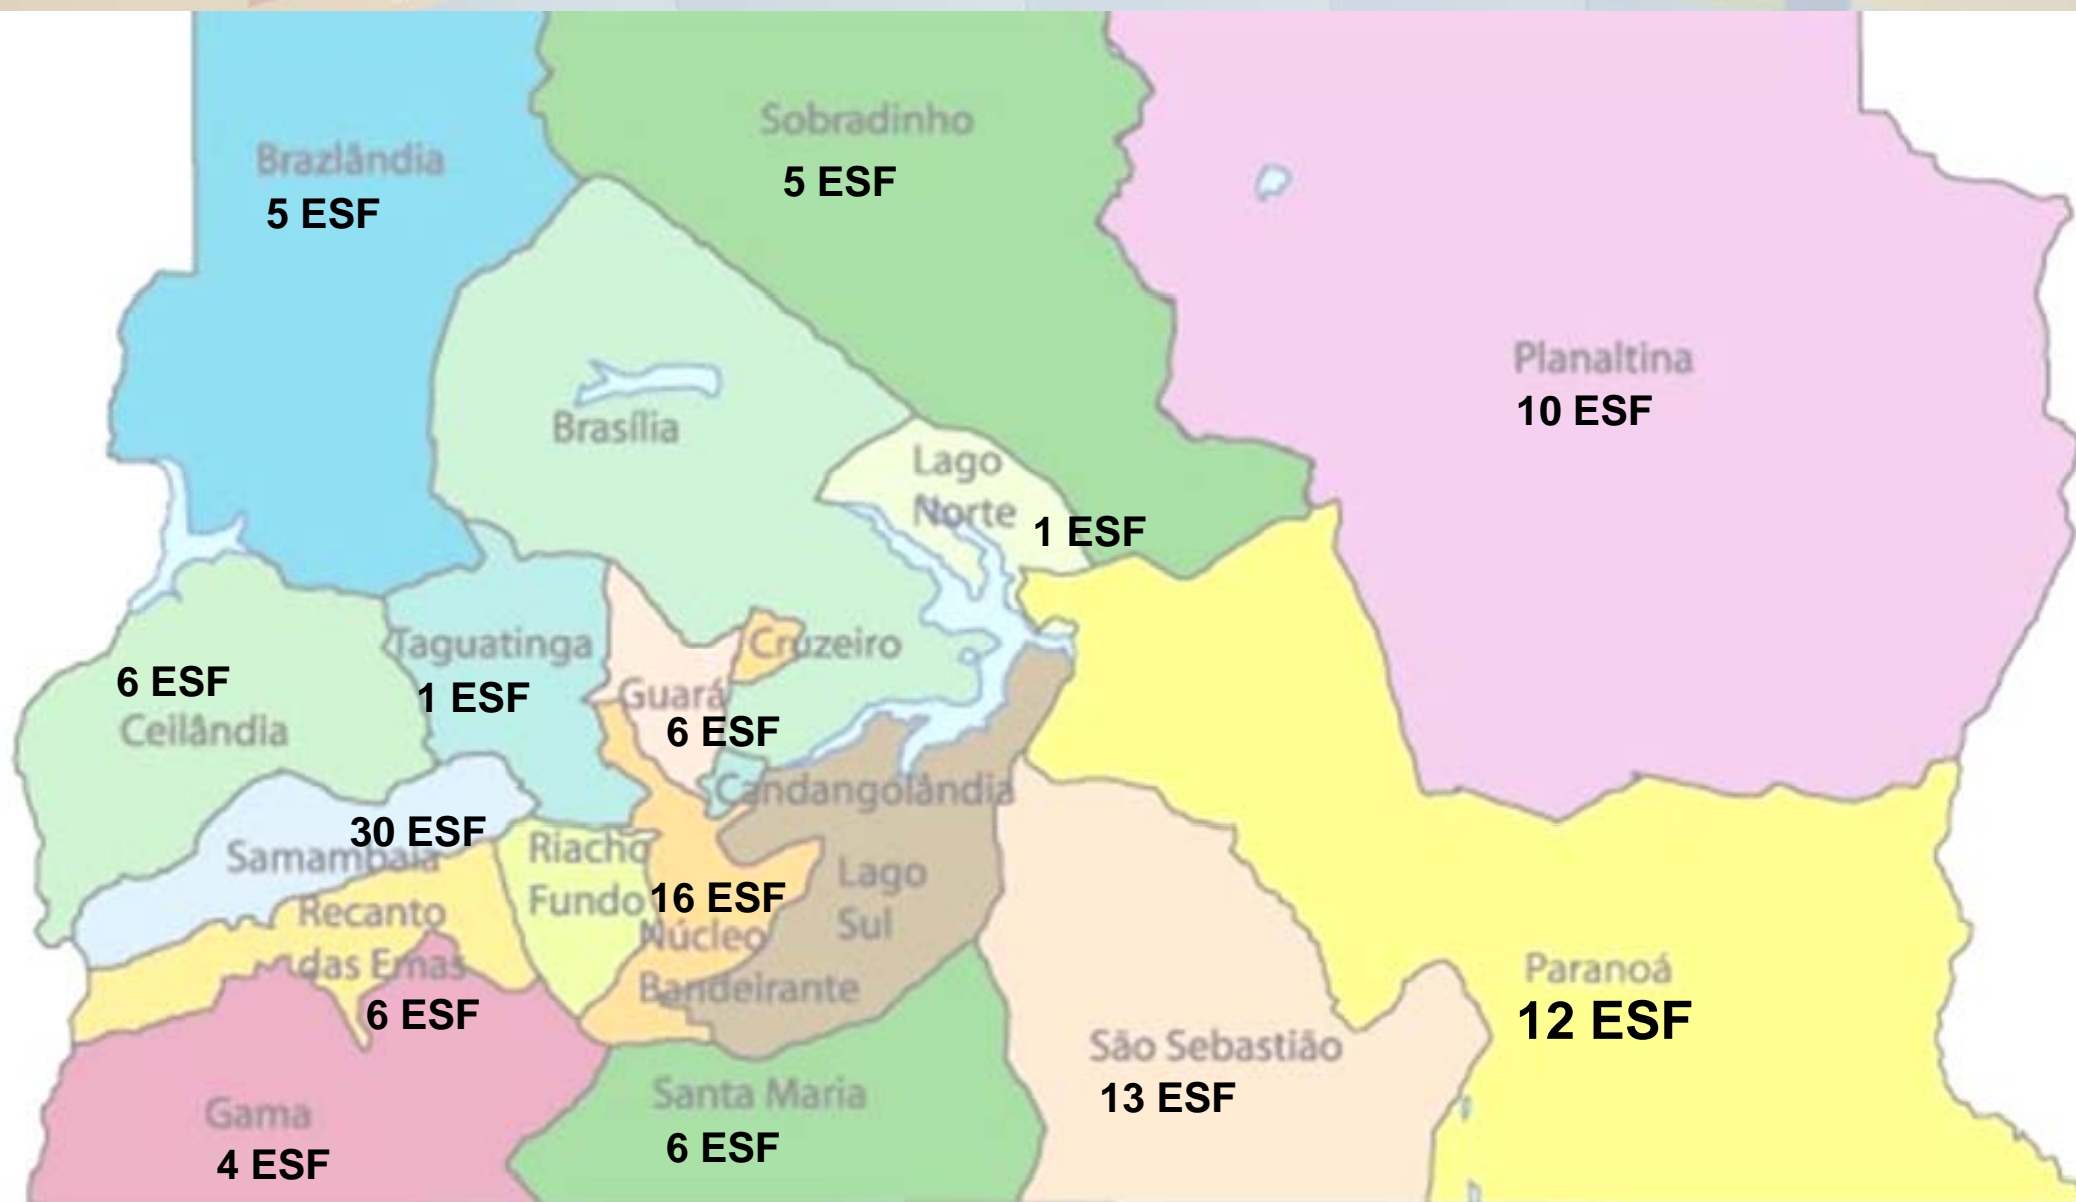 Sobradinho
5 ESF
Brazlândia
5 ESF
Planaltina
10 ESF
Brasília
Lago
Norte
1 ESF
Taguatinga
1 ESF
Cruzeiro
Guará
6 ESF
6 ESF
Ceilândia
Candangolândia
30 ESF
Samambaia
Riacho
Fundo
16 ESF
Núcleo
Bandeirante
Lago
Sul
Recanto
das Emas
6 ESF
Paranoá
12 ESF
São Sebastião
13 ESF
Santa Maria
6 ESF
Gama
4 ESF